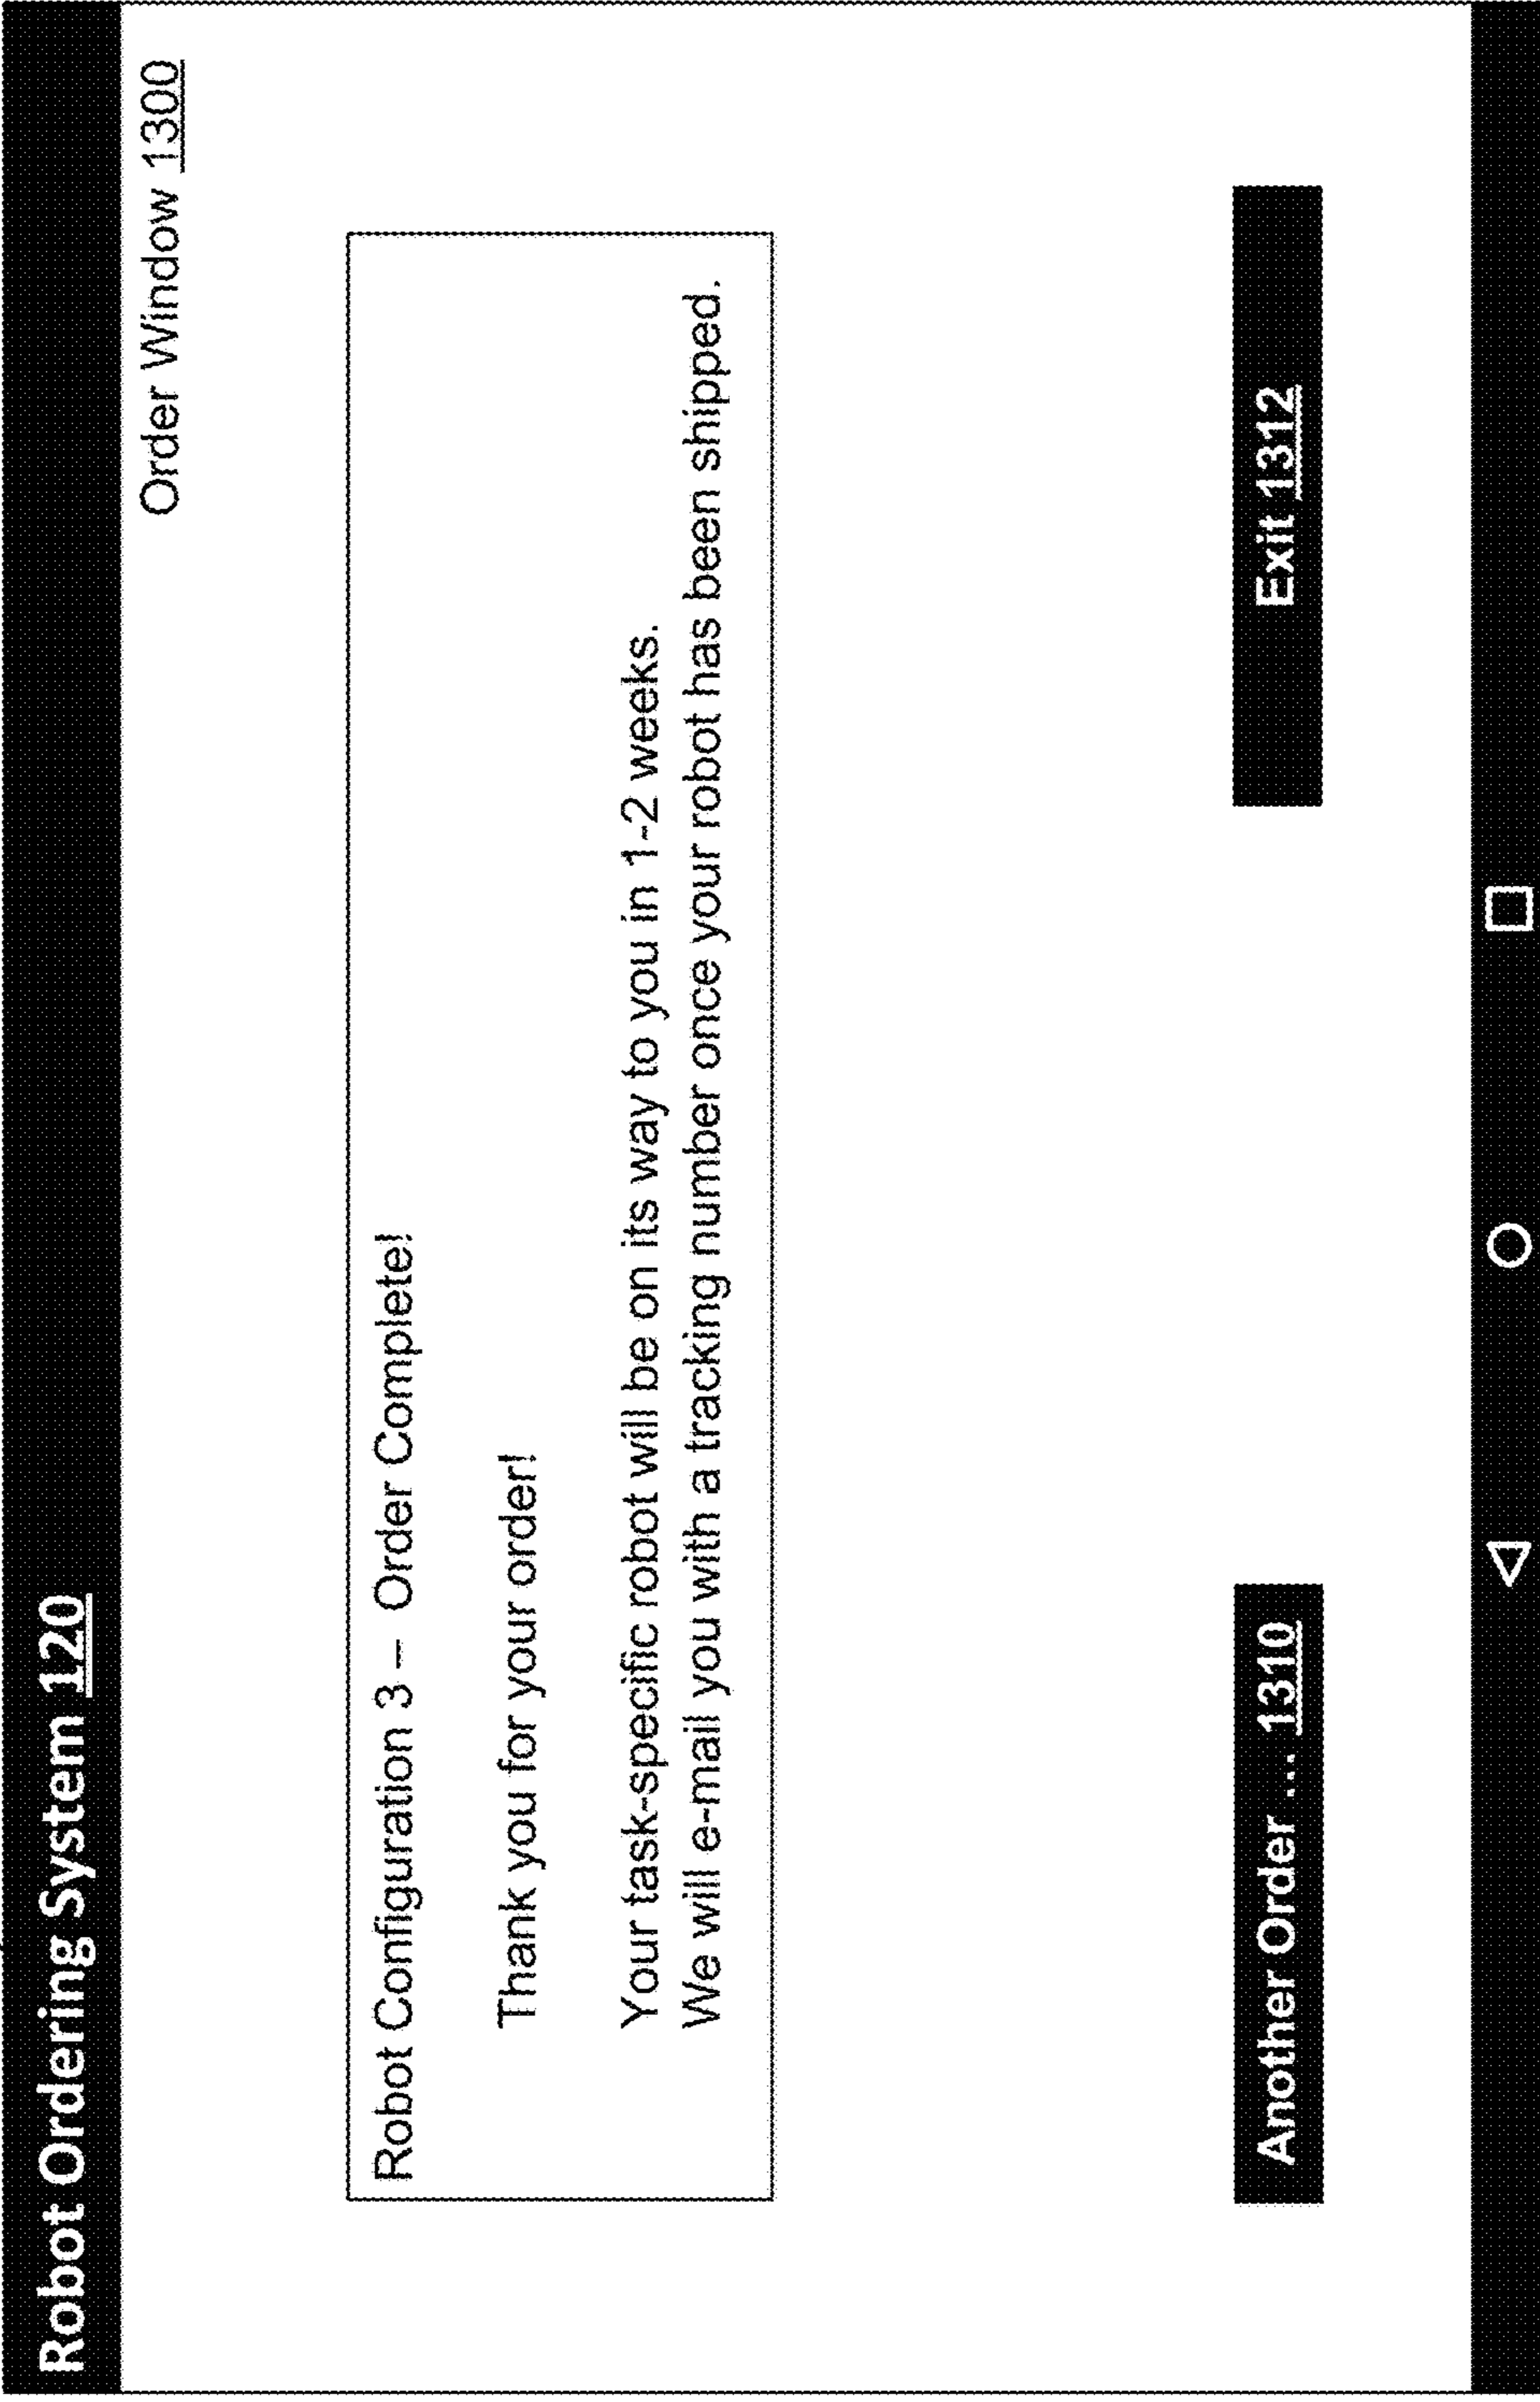 Robot Ordering System 120
Order Window 1300
Robot Configuration 3 – Order Complete!
Thank you for your order!
Your task-specific robot will be on its way to you in 1-2 weeks.
We will e-mail you with a tracking number once your robot has been shipped.
Another Order ... 1310
Exit 1312